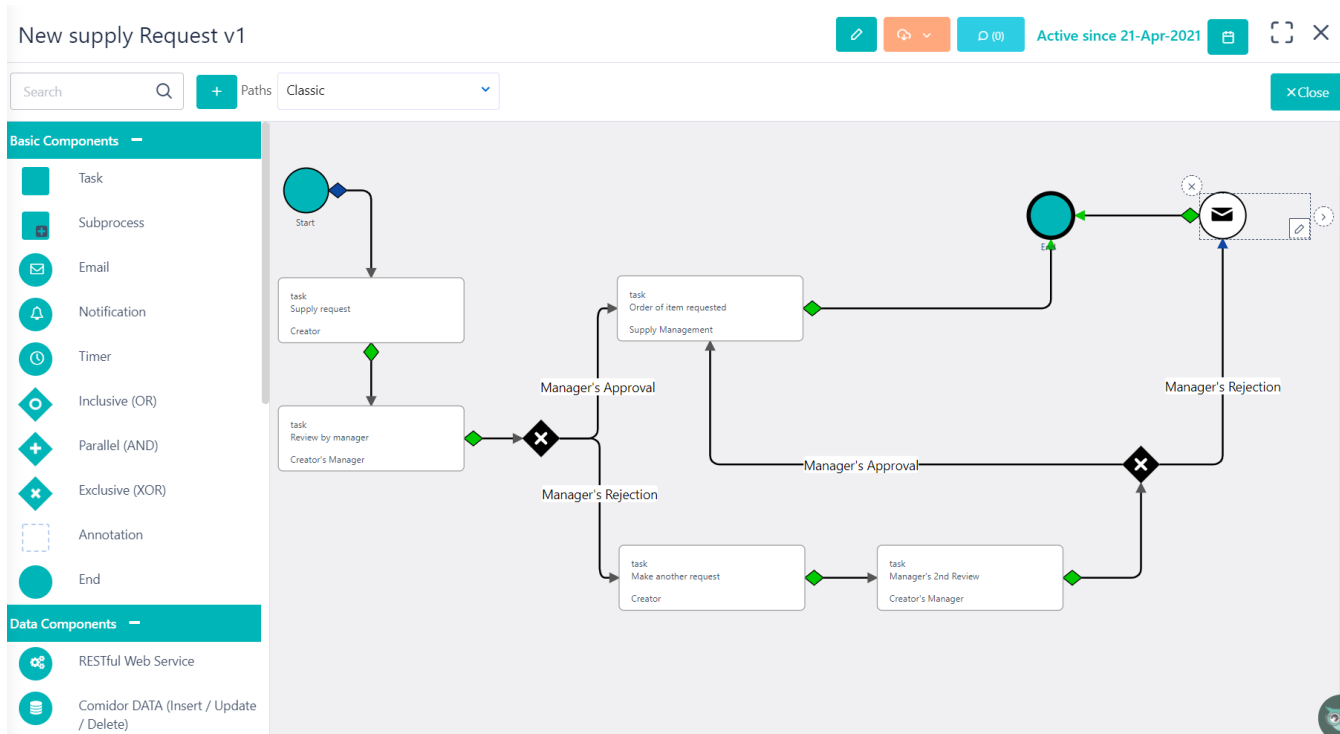 New supply Request v1
(0)
Active since 21-Apr-2021
Search
+
Paths
Classic
×Close
Basic Components
Task
Subprocess
Email
Notification
Timer
Inclusive (OR)
Parallel (AND)
Exclusive (XOR)
Annotation
End
Data Components
RESTful Web Service
Comidor DATA (Insert / Update
/ Delete)
Start
task
Supply request
Creator
task
Review by manager
Creator's Manager
Manager's Approval
Manager's Rejection
task
Order of item requested
Supply Management
End
Manager's Approval
Manager's Rejection
task
Make another request
Creator
task
Manager's 2nd Review
Creator's Manager